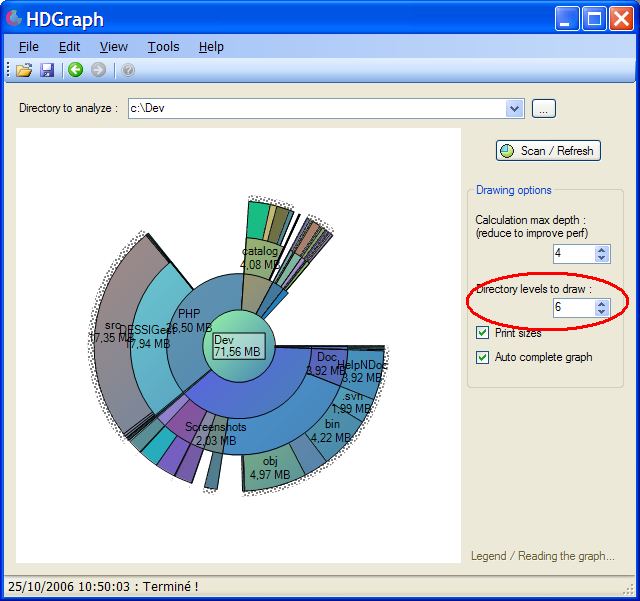 HDGraph
File Edit View Tools Help
Directory to analyze : c:\Dev ...
Scan / Refresh
Drawing options
Calculation max depth :
(reduce to improve perf)
4
Directory levels to draw :
6
Print sizes
Auto complete graph
catalog
4,08 MB
PHP
26,50 MB
src
17,35 MB
17,94 MB
Dev
71,56 MB
Doc
3,92 MB
HelpNDoc
3,92 MB
.svn
1,99 MB
bin
4,22 MB
Screenshots
2,03 MB
obj
4,97 MB
Legend / Reading the graph...
25/10/2006 10:50:03 : Terminé !